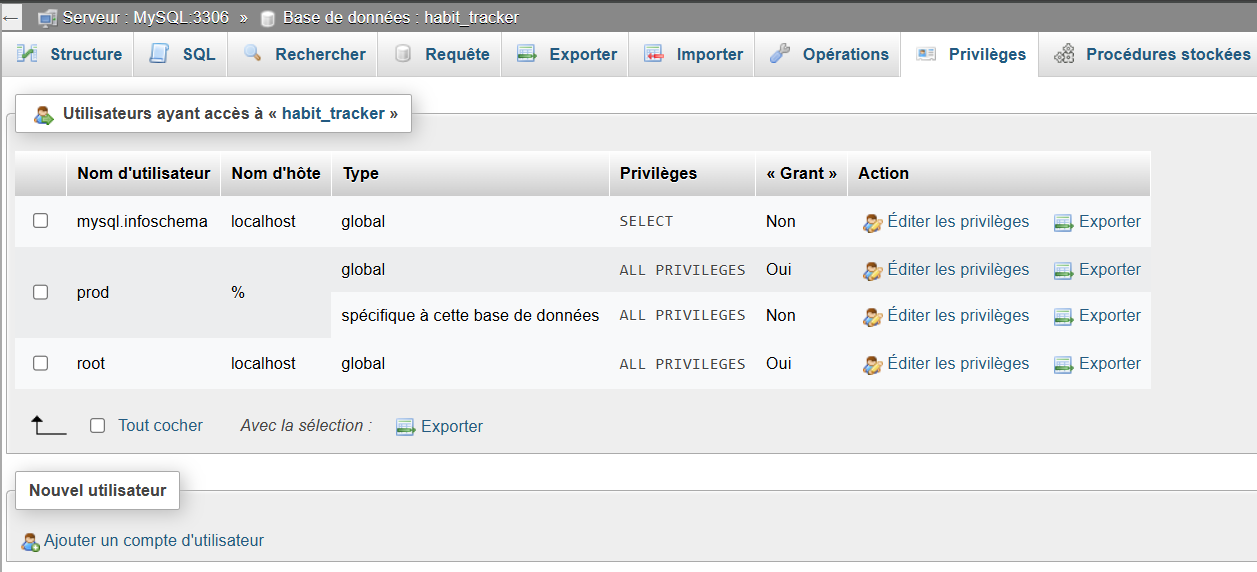 Serveur : MySQL:3306 » Base de données : habit_tracker
Structure SQL Rechercher Requête Exporter Importer Opérations Privilèges Procédures stockées
Utilisateurs ayant accès à « habit_tracker »
Nom d'utilisateur Nom d'hôte Type Privilèges « Grant » Action
mysql.infoschema localhost global SELECT Non Éditer les privilèges Exporter
global ALL PRIVILEGES Oui Éditer les privilèges Exporter
prod %
spécifique à cette base de données ALL PRIVILEGES Non Éditer les privilèges Exporter
root localhost global ALL PRIVILEGES Oui Éditer les privilèges Exporter
Tout cocher Avec la sélection : Exporter
Nouvel utilisateur
Ajouter un compte d'utilisateur